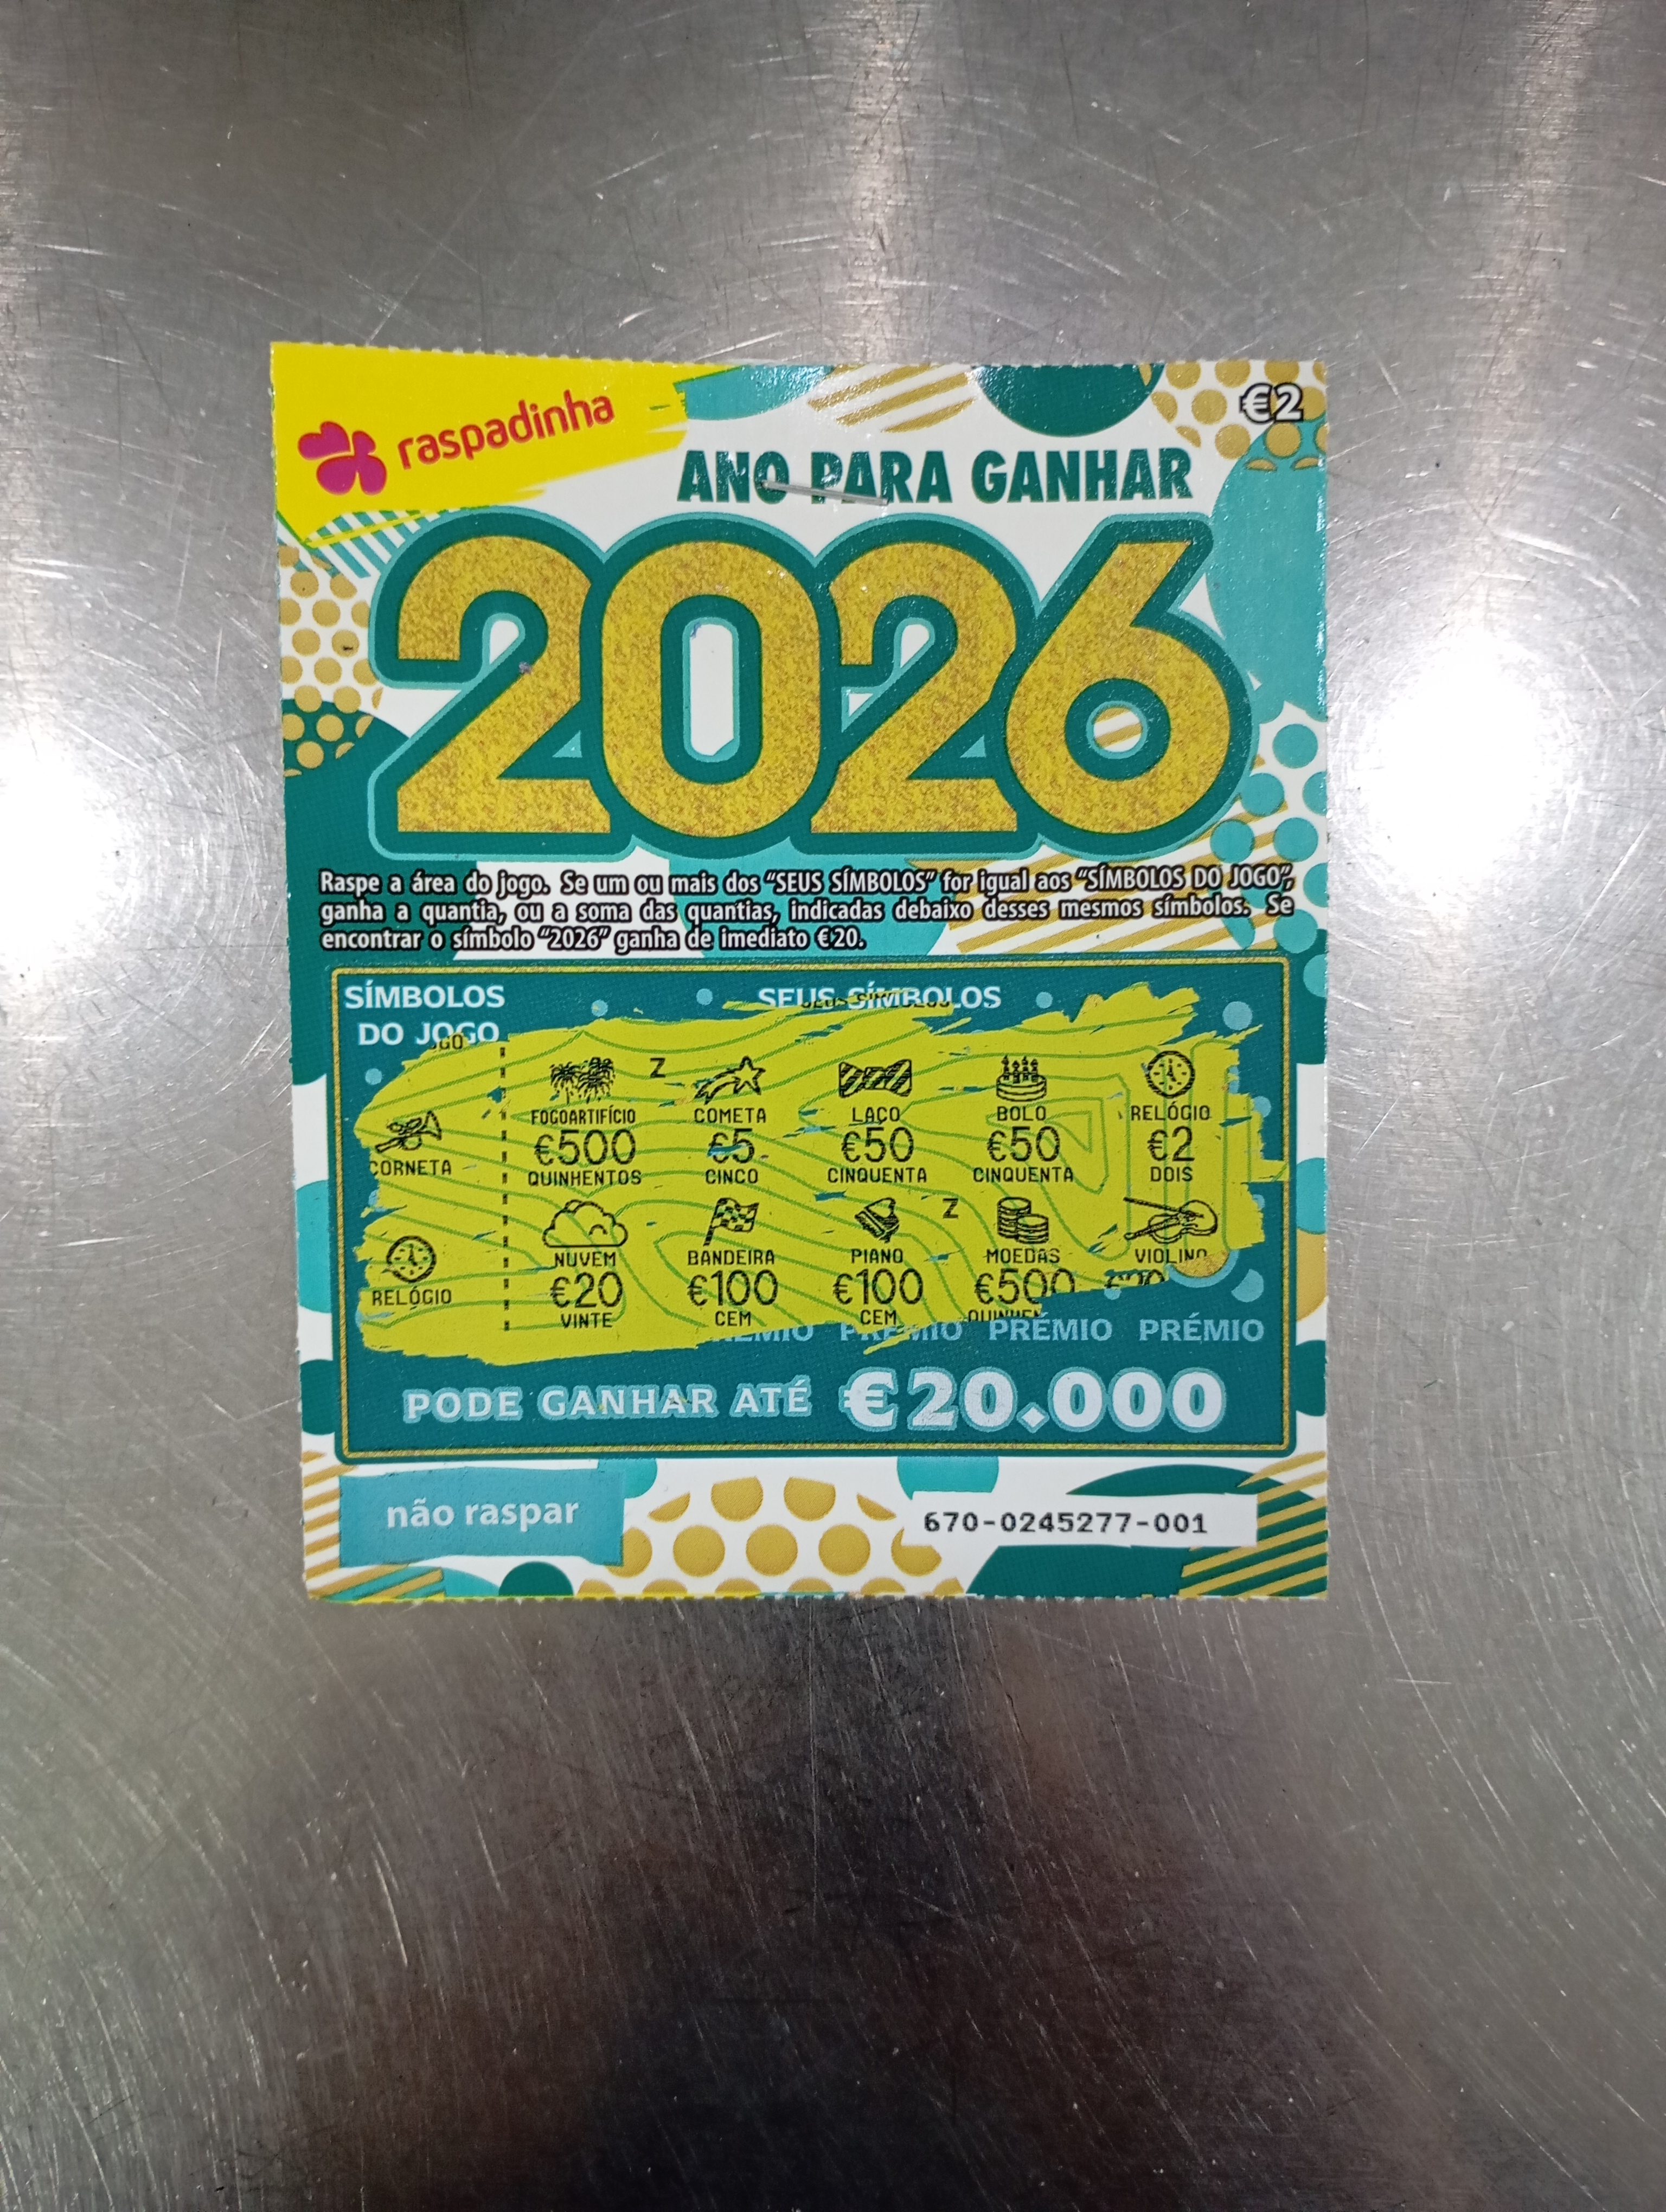 raspadinha
€2
ANO PARA GANHAR
2026
Raspe a área do jogo. Se um ou mais dos "SEUS SÍMBOLOS" for igual aos "SÍMBOLOS DO JOGO",
ganha a quantia, ou a soma das quantias, indicadas debaixo desses mesmos símbolos. Se
encontrar o símbolo "2026" ganha de imediato €20.
SÍMBOLOS
DO JOGO
SEUS SÍMBOLOS
CORNETA
RELÓGIO
Z
FOGOARTIFÍCIO COMETA LAÇO BOLO RELÓGIO
€500 €5 €50 €50 €2
QUINHENTOS CINCO CINQUENTA CINQUENTA DOIS
Z
NUVEM BANDEIRA PIANO MOEDAS VIOLINO
€20 €100 €100 €500
VINTE CEM CEM
PRÉMIO PRÉMIO PRÉMIO
PODE GANHAR ATÉ €20.000
não raspar
670-0245277-001